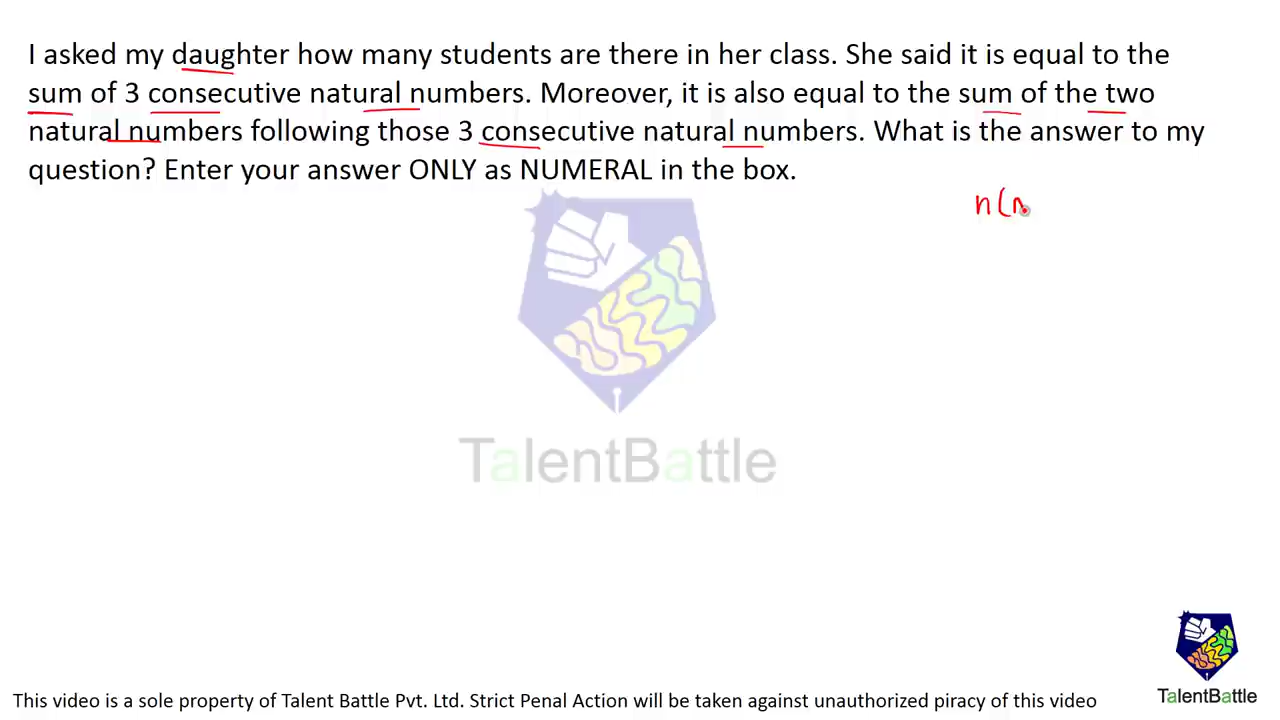 I asked my daughter how many students are there in her class. She said it is equal to the
sum of 3 consecutive natural numbers. Moreover, it is also equal to the sum of the two
natural numbers following those 3 consecutive natural numbers. What is the answer to my
question? Enter your answer ONLY as NUMERAL in the box.
n(n
TalentBattle
TalentBattle
This video is a sole property of Talent Battle Pvt. Ltd. Strict Penal Action will be taken against unauthorized piracy of this video